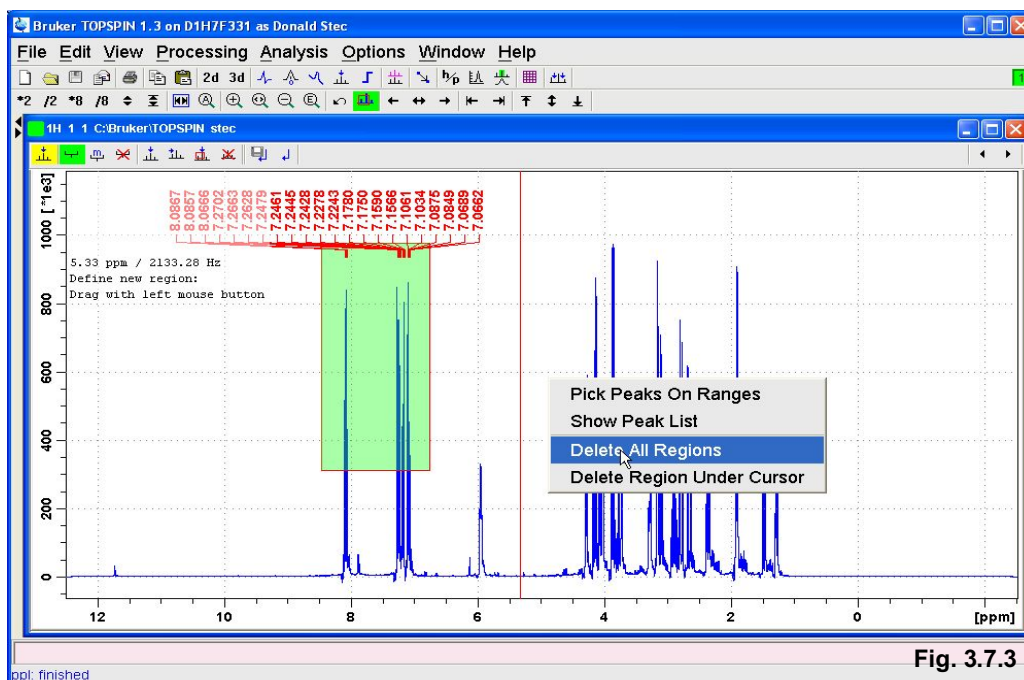 Bruker TOPSPIN 1.3 on D1H7F331 as Donald Stec
File Edit View Processing Analysis Options Window Help
2d 3d h/p
*2 /2 *8 /8
1H 1 1 C:\Bruker\TOPSPIN stec
[*1e3]
8.0867
8.0857
8.0666
7.2702
7.2663
7.2628
7.2479
7.2461
7.2445
7.2428
7.2278
7.2243
7.1780
7.1750
7.1590
7.1566
7.1061
7.1034
7.0875
7.0849
7.0689
7.0662
5.33 ppm / 2133.28 Hz
Define new region:
Drag with left mouse button
1000
800
600
400
200
0
Pick Peaks On Ranges
Show Peak List
Delete All Regions
Delete Region Under Cursor
12 10 8 6 4 2 0 [ppm]
Fig. 3.7.3
ppl: finished